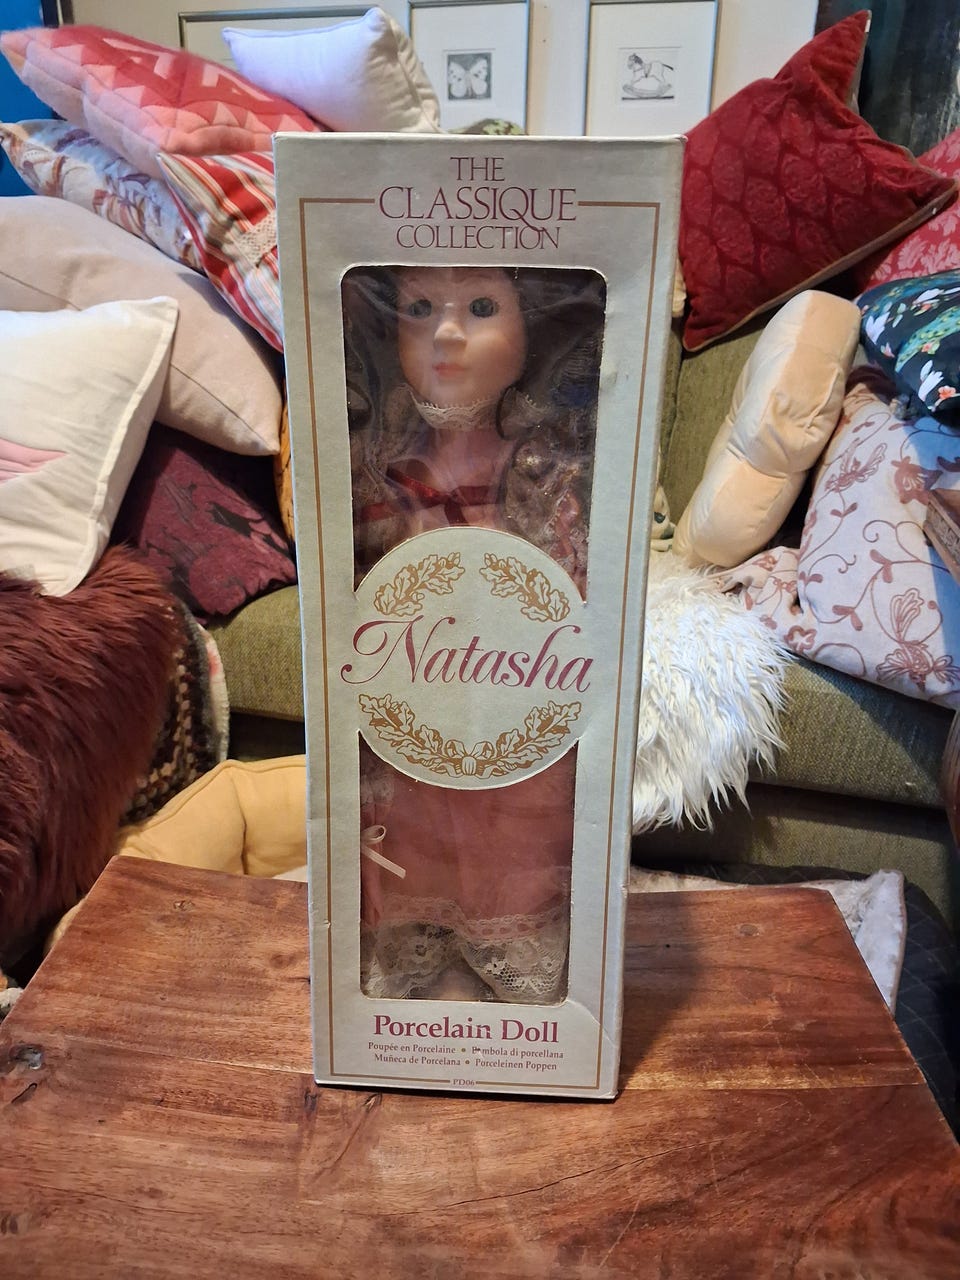 THE
CLASSIQUE
COLLECTION
Natasha
Porcelain Doll
Poupée en Porcelaine • Bambola di porcellana
Muñeca de Porcelana • Porceleinen Poppen
PD06